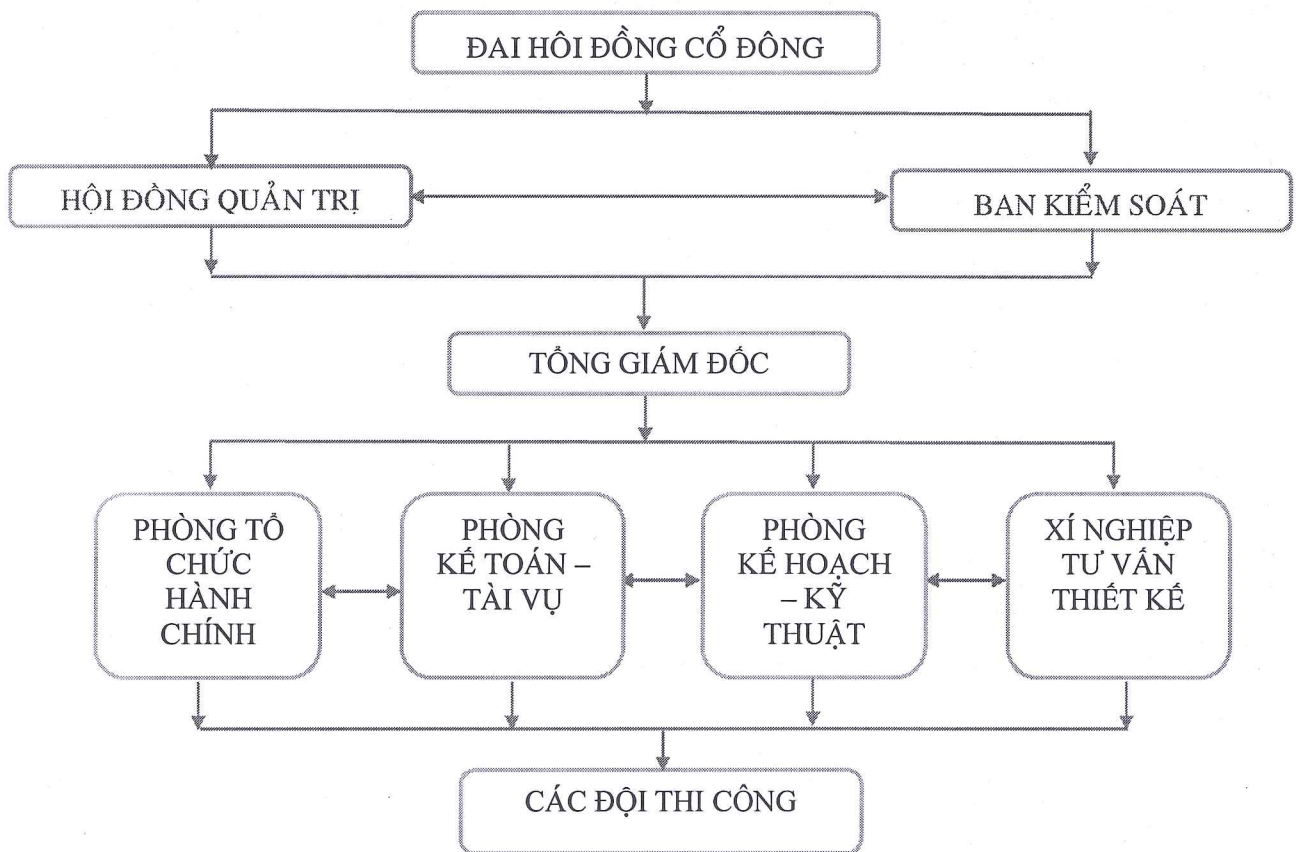 ĐAI HÔI ĐỒNG CỔ ĐÔNG
HỘI ĐỒNG QUẢN TRỊ
BAN KIỂM SOÁT
TỔNG GIÁM ĐỐC
PHÒNG TỔ
CHỨC
HÀNH
CHÍNH
PHÒNG
KẾ TOÁN –
TÀI VỤ
PHÒNG
KẾ HOẠCH
– KỸ
THUẬT
XÍ NGHIỆP
TƯ VẤN
THIẾT KẾ
CÁC ĐỘI THI CÔNG